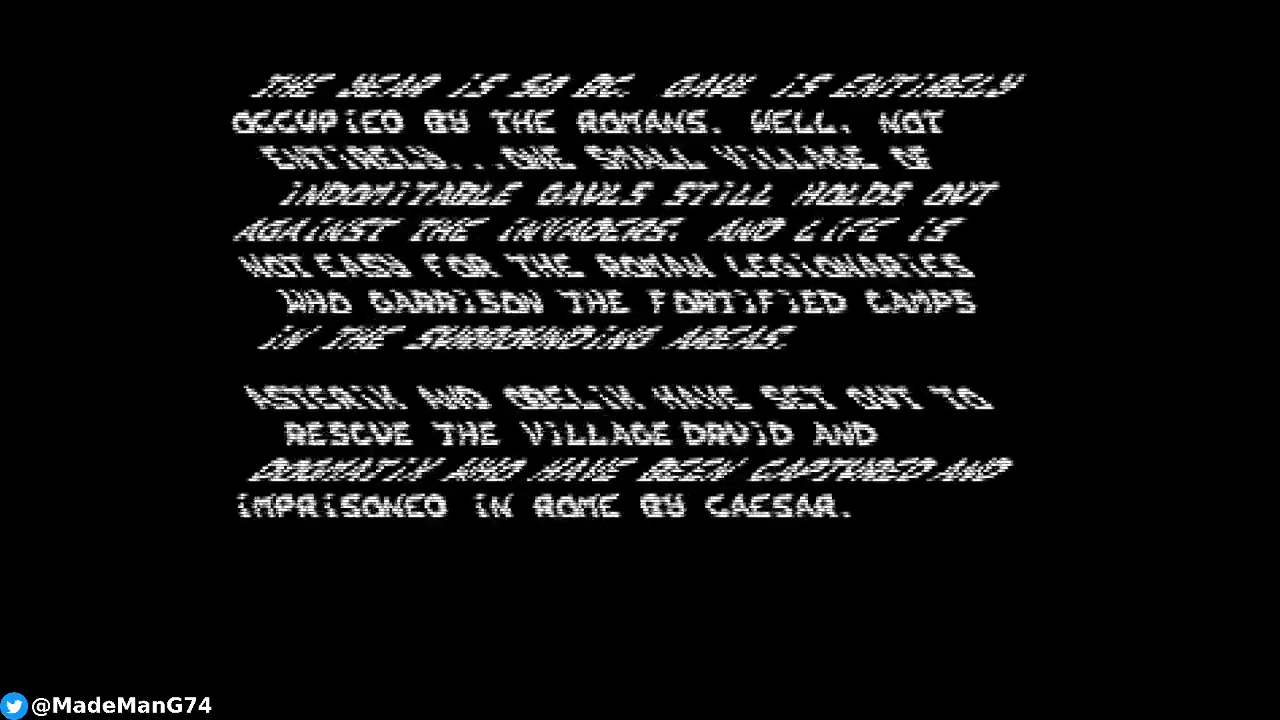 THE YEAR IS 50 BC. GAUL IS ENTIRELY
OCCUPIED BY THE ROMANS. WELL, NOT
ENTIRELY...ONE SMALL VILLAGE OF
INDOMITABLE GAULS STILL HOLDS OUT
AGAINST THE INVADERS. AND LIFE IS
NOT EASY FOR THE ROMAN LEGIONARIES
WHO GARRISON THE FORTIFIED CAMPS
IN THE SURROUNDING AREAS.
ASTERIX AND OBELIX HAVE SET OUT TO
RESCUE THE VILLAGE DRUID AND
DOGMATIX WHO HAVE BEEN CAPTURED AND
IMPRISONED IN ROME BY CAESAR.
@MadeManG74